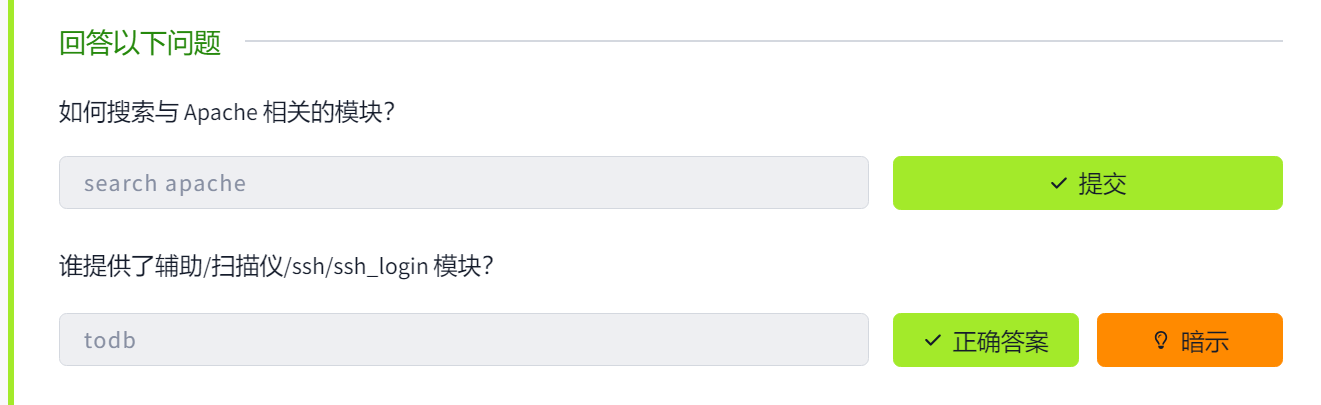 回答以下问题
如何搜索与 Apache 相关的模块？
search apache
提交
谁提供了辅助/扫描仪/ssh/ssh_login 模块？
todb
正确答案
暗示